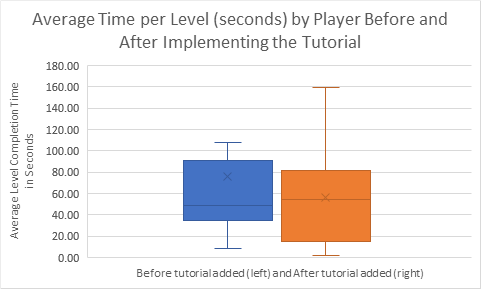 Average Time per Level (seconds) by Player Before and
After Implementing the Tutorial
Average Level Completion Time
in Seconds
180.00
160.00
140.00
120.00
100.00
80.00
60.00
40.00
20.00
0.00
Before tutorial added (left) and After tutorial added (right)